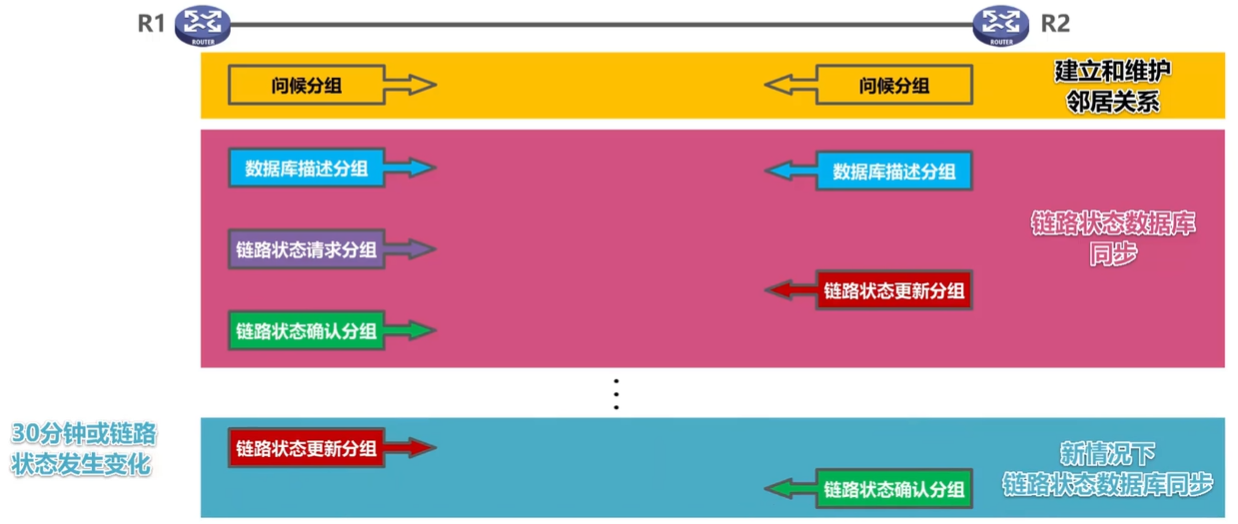 R1
R2
ROUTER
ROUTER
问候分组
问候分组
建立和维护
邻居关系
数据库描述分组
数据库描述分组
链路状态请求分组
链路状态数据库
同步
链路状态更新分组
链路状态确认分组
30分钟或链路
状态发生变化
链路状态更新分组
新情况下
链路状态数据库同步
链路状态确认分组